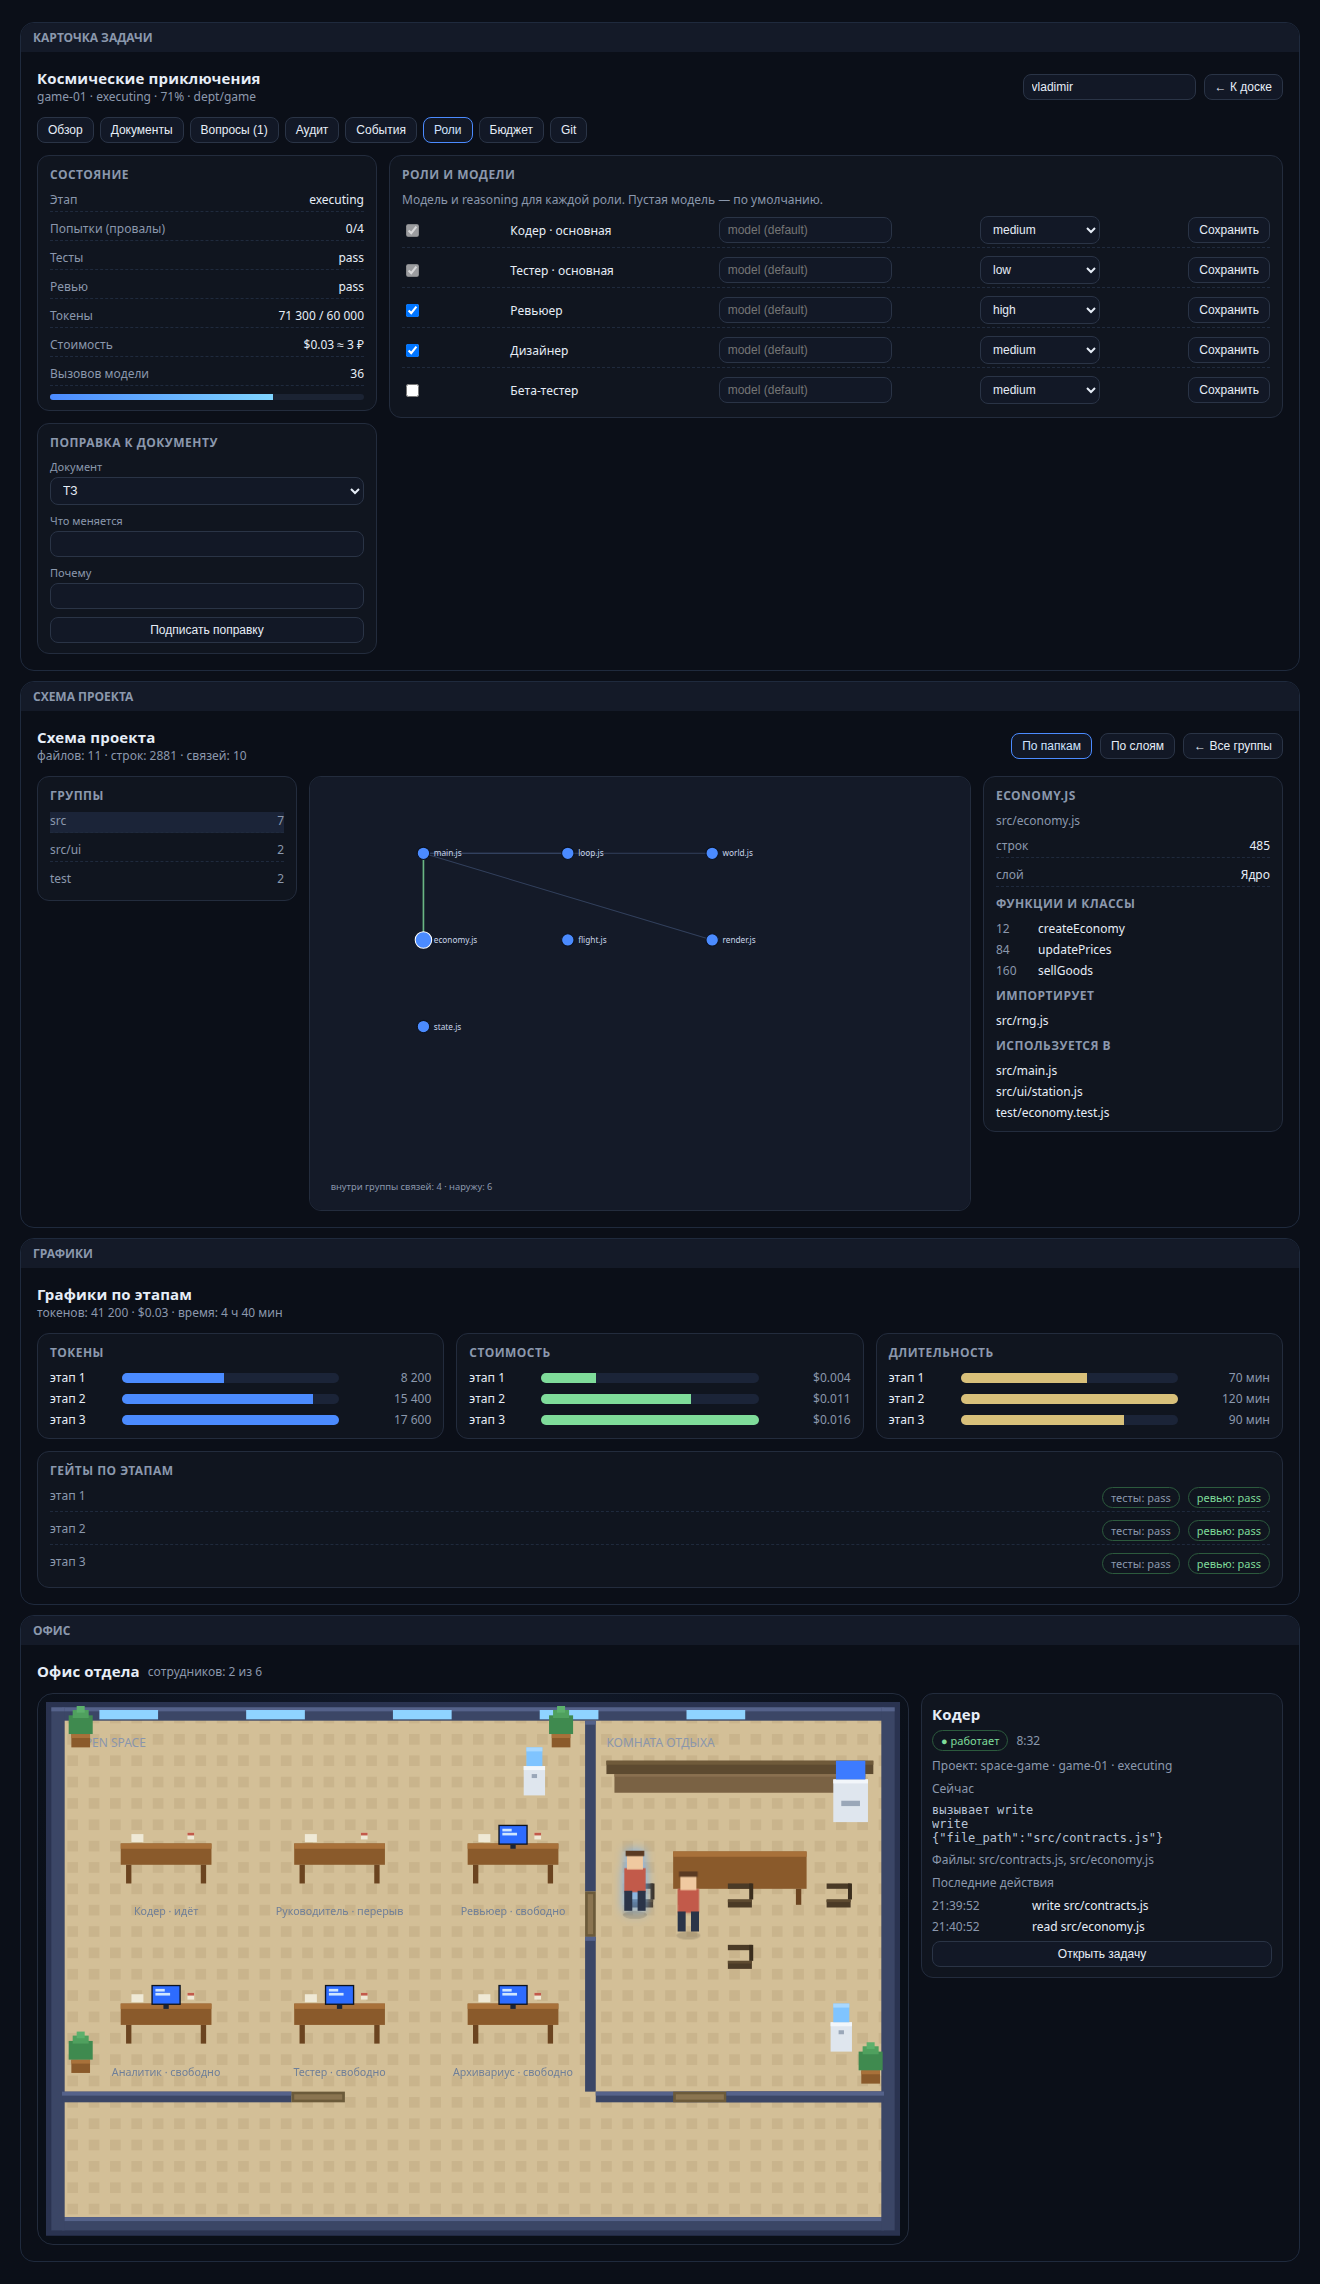 КАРТОЧКА ЗАДАЧИ
Космические приключения
game-01 · executing · 71% · dept/game
vladimir
← К доске
Обзор
Документы
Вопросы (1)
Аудит
События
Роли
Бюджет
Git
СОСТОЯНИЕ
Этап executing
Попытки (провалы) 0/4
Тесты pass
Ревью pass
Токены 71 300 / 60 000
Стоимость $0.03 ≈ 3 ₽
Вызовов модели 36
РОЛИ И МОДЕЛИ
Модель и reasoning для каждой роли. Пустая модель — по умолчанию.
Кодер · основная model (default) medium Сохранить
Тестер · основная model (default) low Сохранить
Ревьюер model (default) high Сохранить
Дизайнер model (default) medium Сохранить
Бета-тестер model (default) medium Сохранить
ПОПРАВКА К ДОКУМЕНТУ
Документ
ТЗ
Что меняется
Почему
Подписать поправку
СХЕМА ПРОЕКТА
Схема проекта
файлов: 11 · строк: 2881 · связей: 10
По папкам
По слоям
← Все группы
ГРУППЫ
src 7
src/ui 2
test 2
main.js
loop.js
world.js
economy.js
flight.js
render.js
state.js
внутри группы связей: 4 · наружу: 6
ECONOMY.JS
src/economy.js
строк 485
слой Ядро
ФУНКЦИИ И КЛАССЫ
12 createEconomy
84 updatePrices
160 sellGoods
ИМПОРТИРУЕТ
src/rng.js
ИСПОЛЬЗУЕТСЯ В
src/main.js
src/ui/station.js
test/economy.test.js
ГРАФИКИ
Графики по этапам
токенов: 41 200 · $0.03 · время: 4 ч 40 мин
ТОКЕНЫ
этап 1 8 200
этап 2 15 400
этап 3 17 600
СТОИМОСТЬ
этап 1 $0.004
этап 2 $0.011
этап 3 $0.016
ДЛИТЕЛЬНОСТЬ
этап 1 70 мин
этап 2 120 мин
этап 3 90 мин
ГЕЙТЫ ПО ЭТАПАМ
этап 1 тесты: pass ревью: pass
этап 2 тесты: pass ревью: pass
этап 3 тесты: pass ревью: pass
ОФИС
Офис отдела сотрудников: 2 из 6
PEN SPACE
КОМНАТА ОТДЫХА
Кодер · идёт
Руководитель · перерыв
Ревьюер · свободно
Аналитик · свободно
Тестер · свободно
Архивариус · свободно
Кодер
● работает 8:32
Проект: space-game · game-01 · executing
Сейчас
вызывает write
write
{"file_path":"src/contracts.js"}
Файлы: src/contracts.js, src/economy.js
Последние действия
21:39:52 write src/contracts.js
21:40:52 read src/economy.js
Открыть задачу